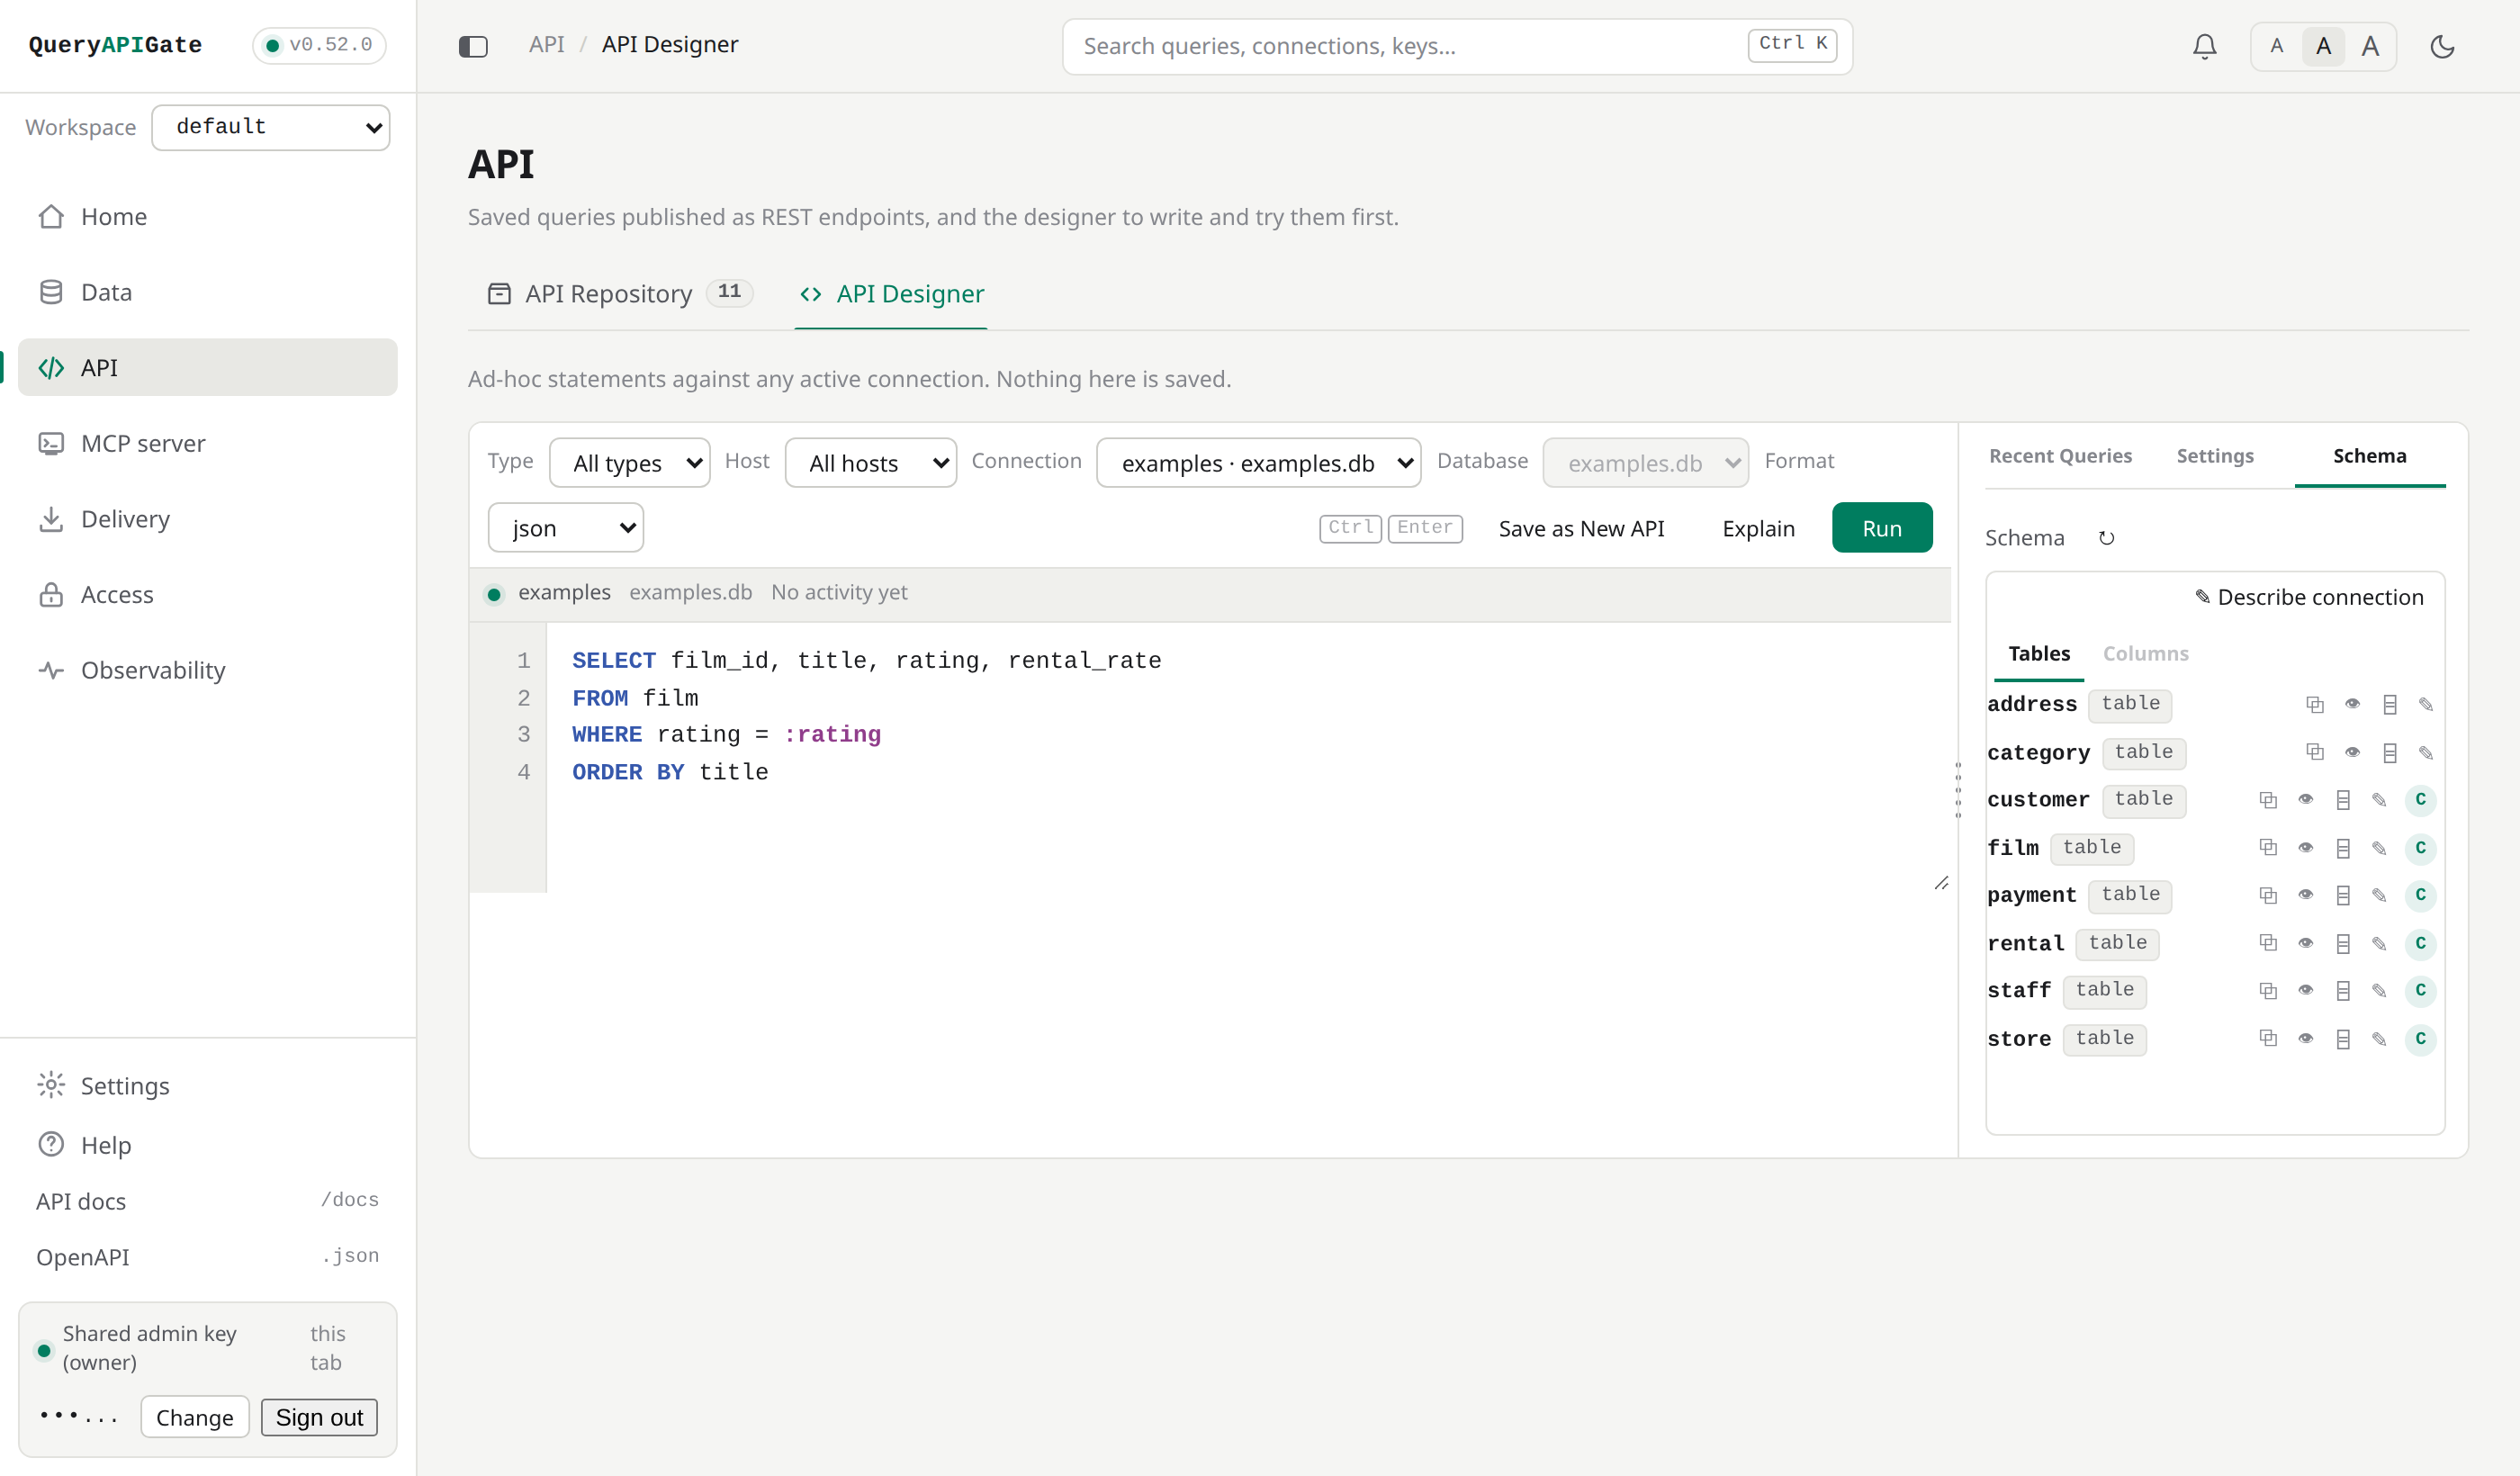 QueryAPIGate v0.52.0
API / API Designer
Search queries, connections, keys... Ctrl K
A A A
Workspace default
Home
Data
API
MCP server
Delivery
Access
Observability
Settings
Help
API docs /docs
OpenAPI .json
Shared admin key (owner) this tab
•••... Change Sign out
API
Saved queries published as REST endpoints, and the designer to write and try them first.
API Repository 11 API Designer
Ad-hoc statements against any active connection. Nothing here is saved.
Type All types Host All hosts Connection examples · examples.db Database examples.db Format
json Ctrl Enter Save as New API Explain Run
examples examples.db No activity yet
1 SELECT film_id, title, rating, rental_rate
2 FROM film
3 WHERE rating = :rating
4 ORDER BY title
Recent Queries Settings Schema
Schema ↻
✎ Describe connection
Tables Columns
address table
category table
customer table C
film table C
payment table C
rental table C
staff table C
store table C